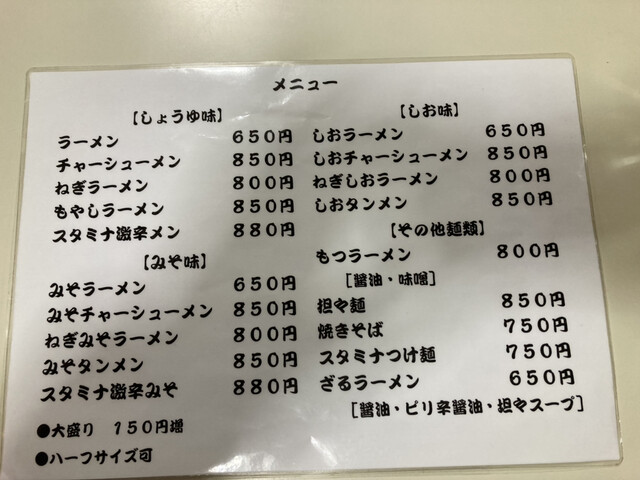 メニュー
【しょうゆ味】
ラーメン 650円
チャーシューメン 850円
ねぎラーメン 800円
もやしラーメン 850円
スタミナ激辛メン 880円
【みそ味】
みそラーメン 650円
みそチャーシューメン 850円
ねぎみそラーメン 800円
みそタンメン 850円
スタミナ激辛みそ 880円
●大盛り 150円増
●ハーフサイズ可
【しお味】
しおラーメン 650円
しおチャーシューメン 850円
ねぎしおラーメン 800円
しおタンメン 850円
【その他麺類】
もつラーメン 800円
［醤油・味噌］
担々麺 850円
焼きそば 750円
スタミナつけ麺 750円
ざるラーメン 650円
［醤油・ピリ辛醤油・担々スープ］